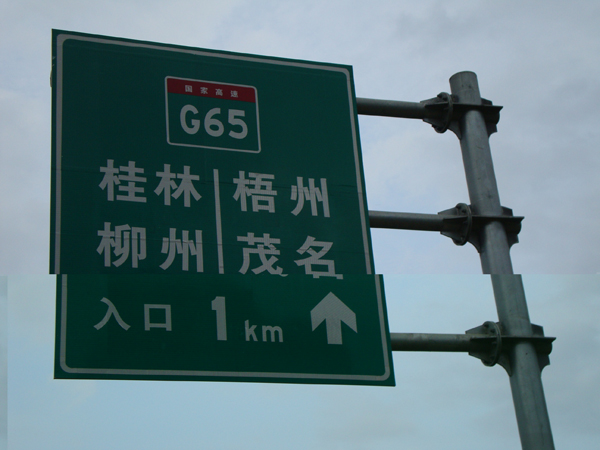 国家高速
G65
桂林 梧州
柳州 茂名
入口 1 km